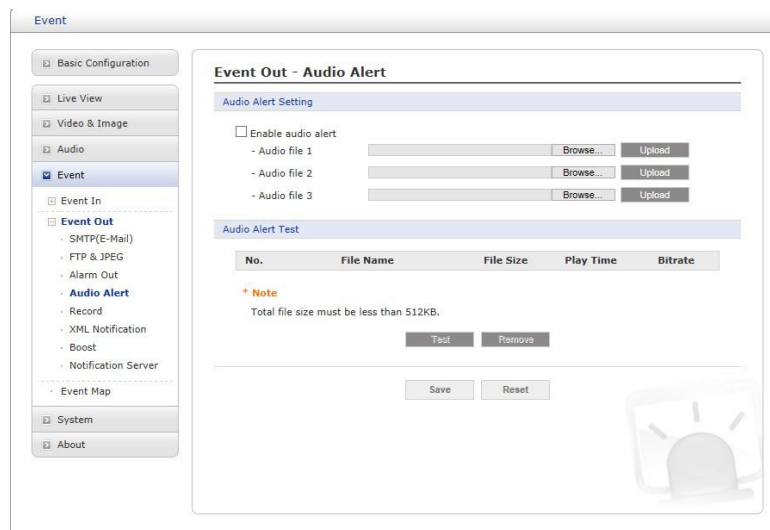 Event
Basic Configuration
Live View
Video & Image
Audio
Event
Event In
Event Out
SMTP(E-Mail)
FTP & JPEG
Alarm Out
Audio Alert
Record
XML Notification
Boost
Notification Server
Event Map
System
About
Event Out - Audio Alert
Audio Alert Setting
Enable audio alert
- Audio file 1 Browse... Upload
- Audio file 2 Browse... Upload
- Audio file 3 Browse... Upload
Audio Alert Test
No. File Name File Size Play Time Bitrate
* Note
Total file size must be less than 512KB.
Test Remove
Save Reset